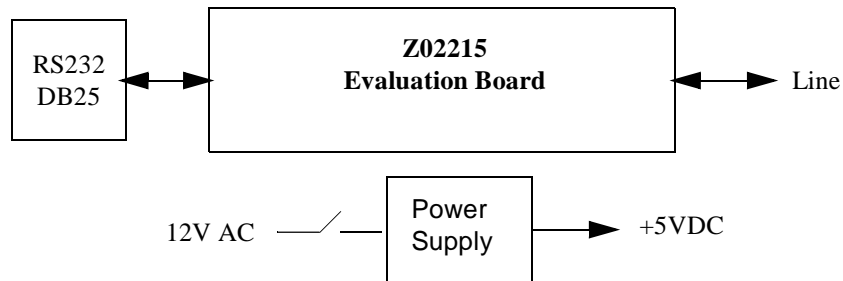 RS232
DB25
Z02215
Evaluation Board
Line
12V AC
Power
Supply
+5VDC